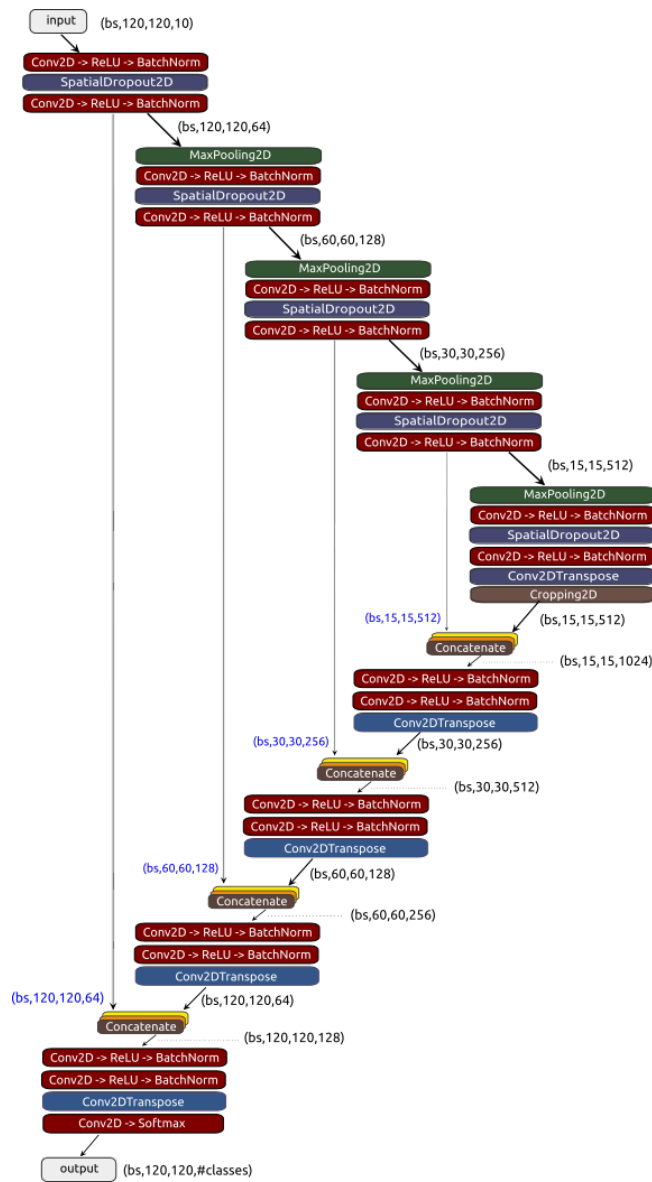 input (bs,120,120,10)
Conv2D -> ReLU -> BatchNorm
SpatialDropout2D
Conv2D -> ReLU -> BatchNorm
(bs,120,120,64)
MaxPooling2D
Conv2D -> ReLU -> BatchNorm
SpatialDropout2D
Conv2D -> ReLU -> BatchNorm
(bs,60,60,128)
MaxPooling2D
Conv2D -> ReLU -> BatchNorm
SpatialDropout2D
Conv2D -> ReLU -> BatchNorm
(bs,30,30,256)
MaxPooling2D
Conv2D -> ReLU -> BatchNorm
SpatialDropout2D
Conv2D -> ReLU -> BatchNorm
(bs,15,15,512)
MaxPooling2D
Conv2D -> ReLU -> BatchNorm
SpatialDropout2D
Conv2D -> ReLU -> BatchNorm
Conv2DTranspose
Cropping2D
(bs,15,15,512) (bs,15,15,512)
Concatenate
(bs,15,15,1024)
Conv2D -> ReLU -> BatchNorm
Conv2D -> ReLU -> BatchNorm
Conv2DTranspose
(bs,30,30,256) (bs,30,30,256)
Concatenate
(bs,30,30,512)
Conv2D -> ReLU -> BatchNorm
Conv2D -> ReLU -> BatchNorm
Conv2DTranspose
(bs,60,60,128) (bs,60,60,128)
Concatenate
(bs,60,60,256)
Conv2D -> ReLU -> BatchNorm
Conv2D -> ReLU -> BatchNorm
Conv2DTranspose
(bs,120,120,64) (bs,120,120,64)
Concatenate
(bs,120,120,128)
Conv2D -> ReLU -> BatchNorm
Conv2D -> ReLU -> BatchNorm
Conv2DTranspose
Conv2D -> Softmax
output (bs,120,120,#classes)